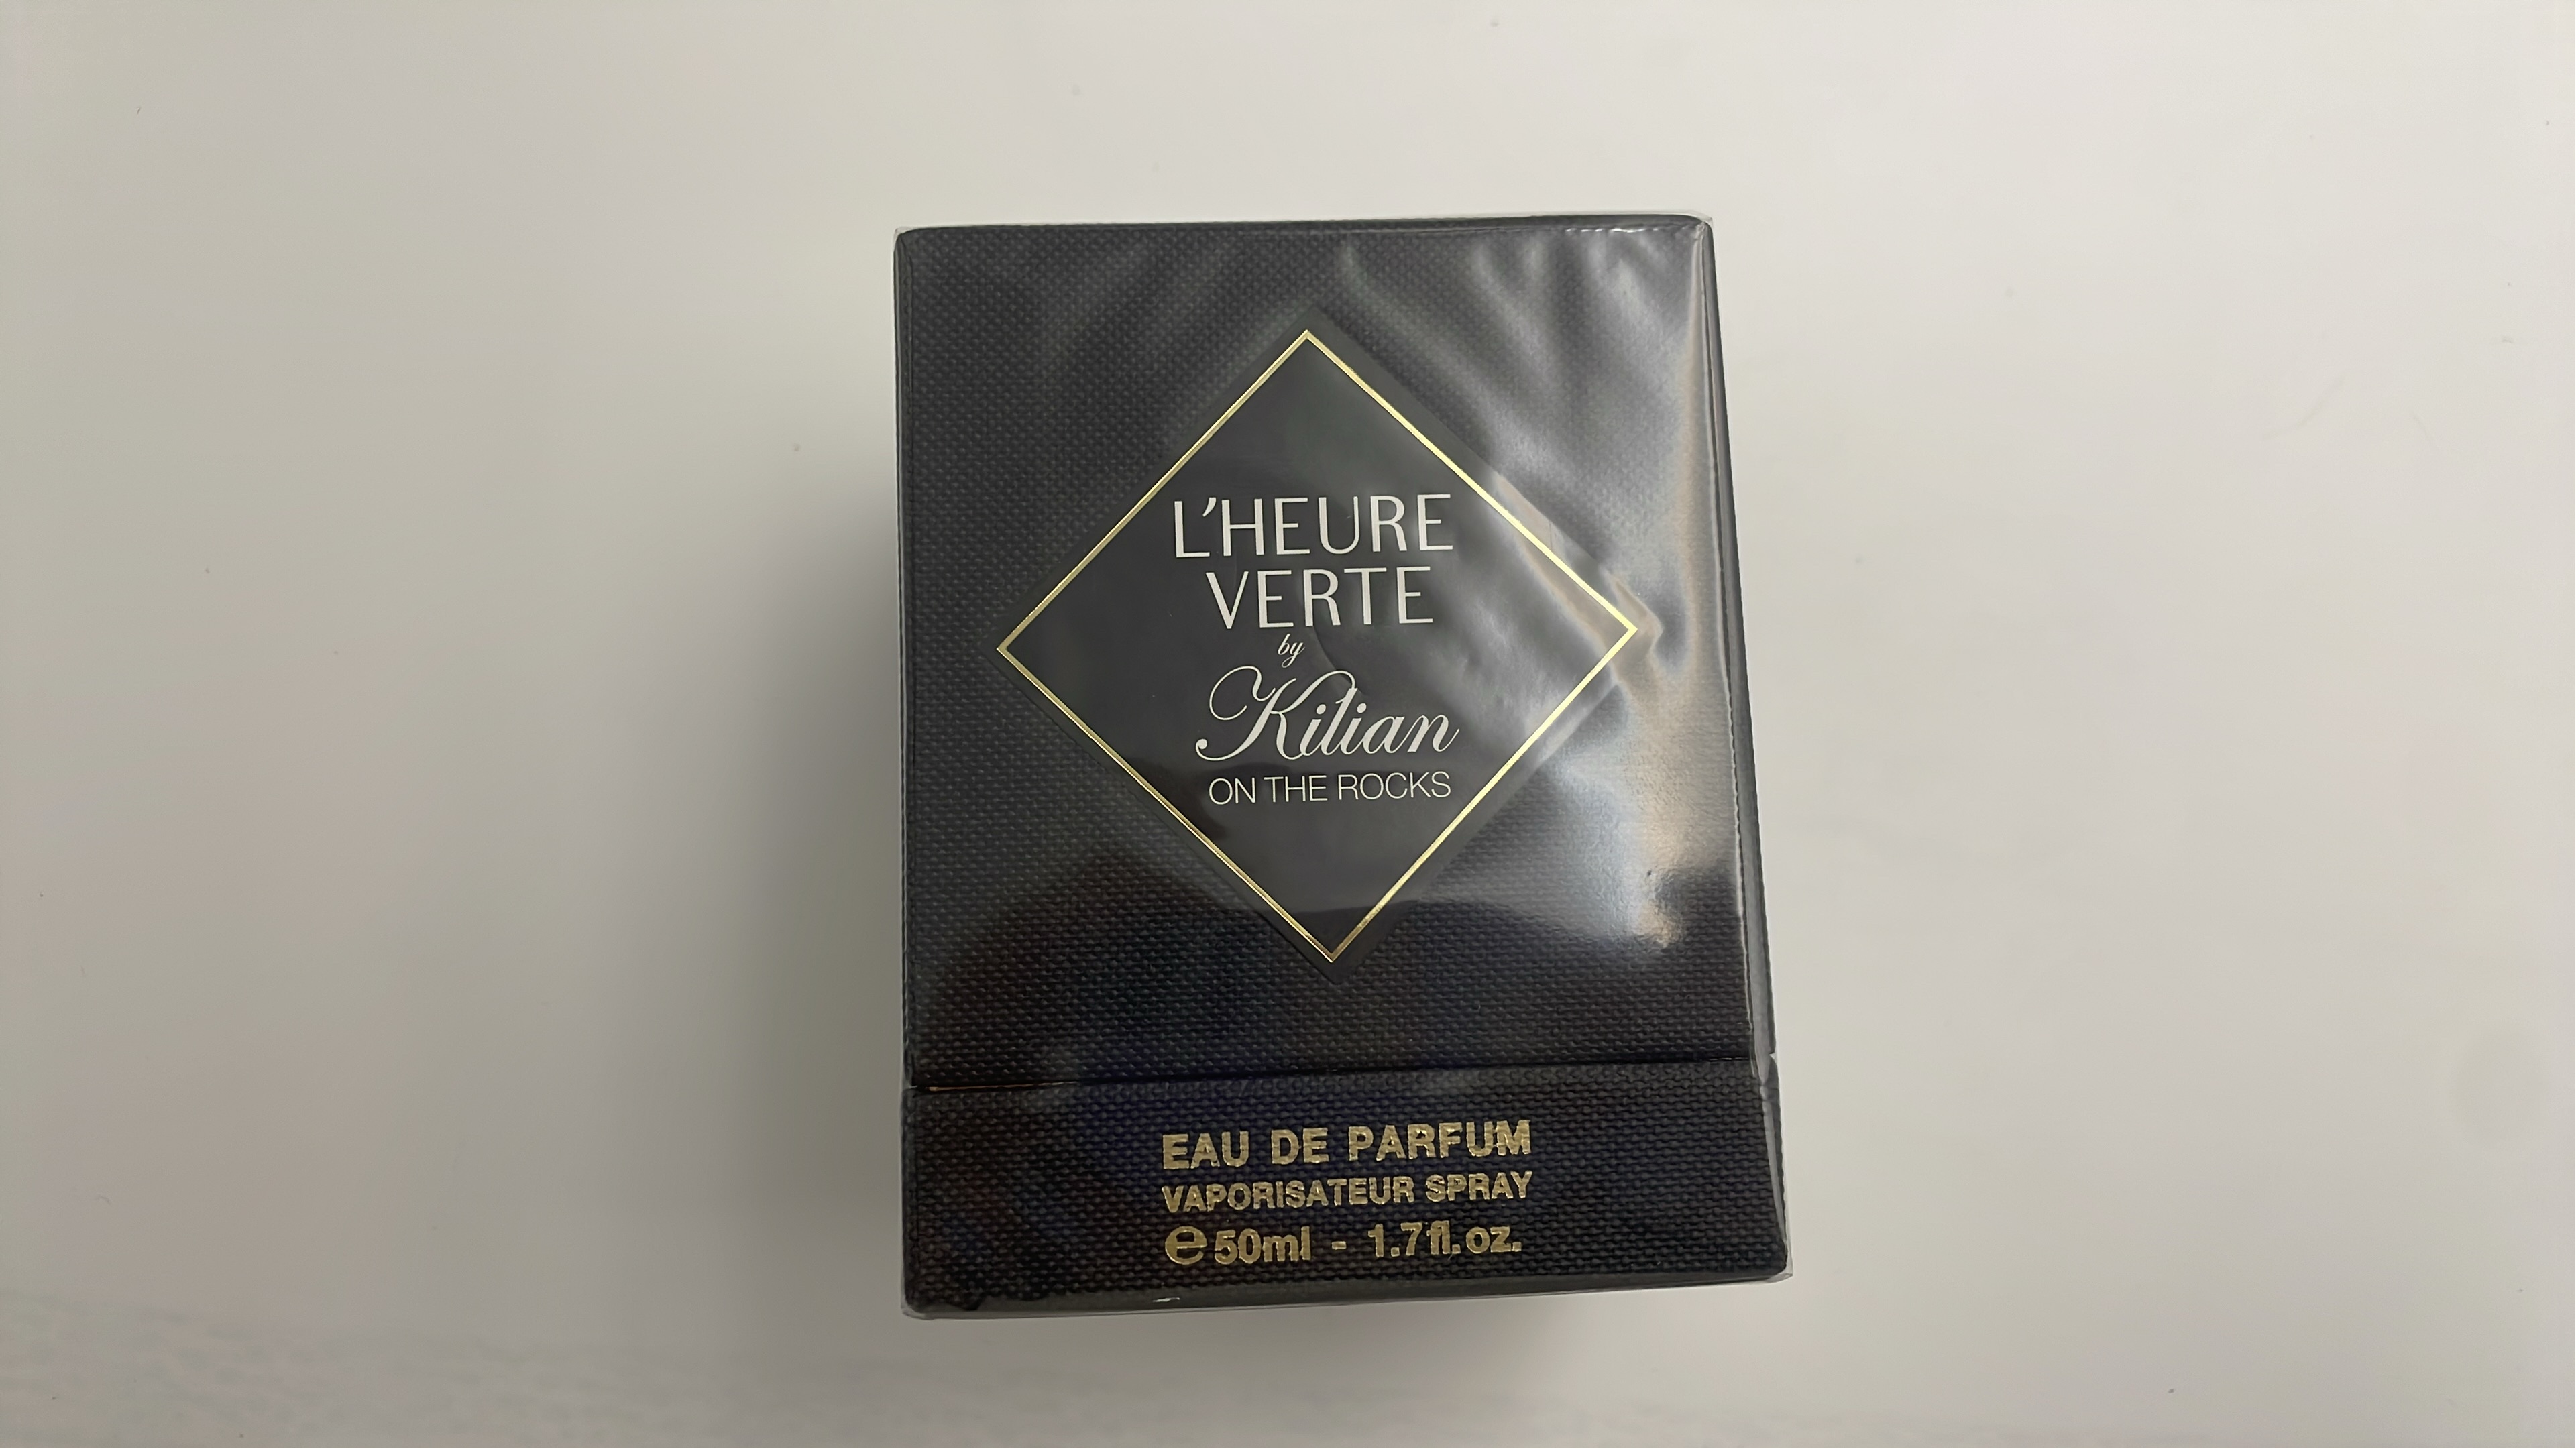 L'HEURE
VERTE
by
Kilian
ON THE ROCKS
EAU DE PARFUM
VAPORISATEUR SPRAY
℮50ml - 1.7fl.oz.